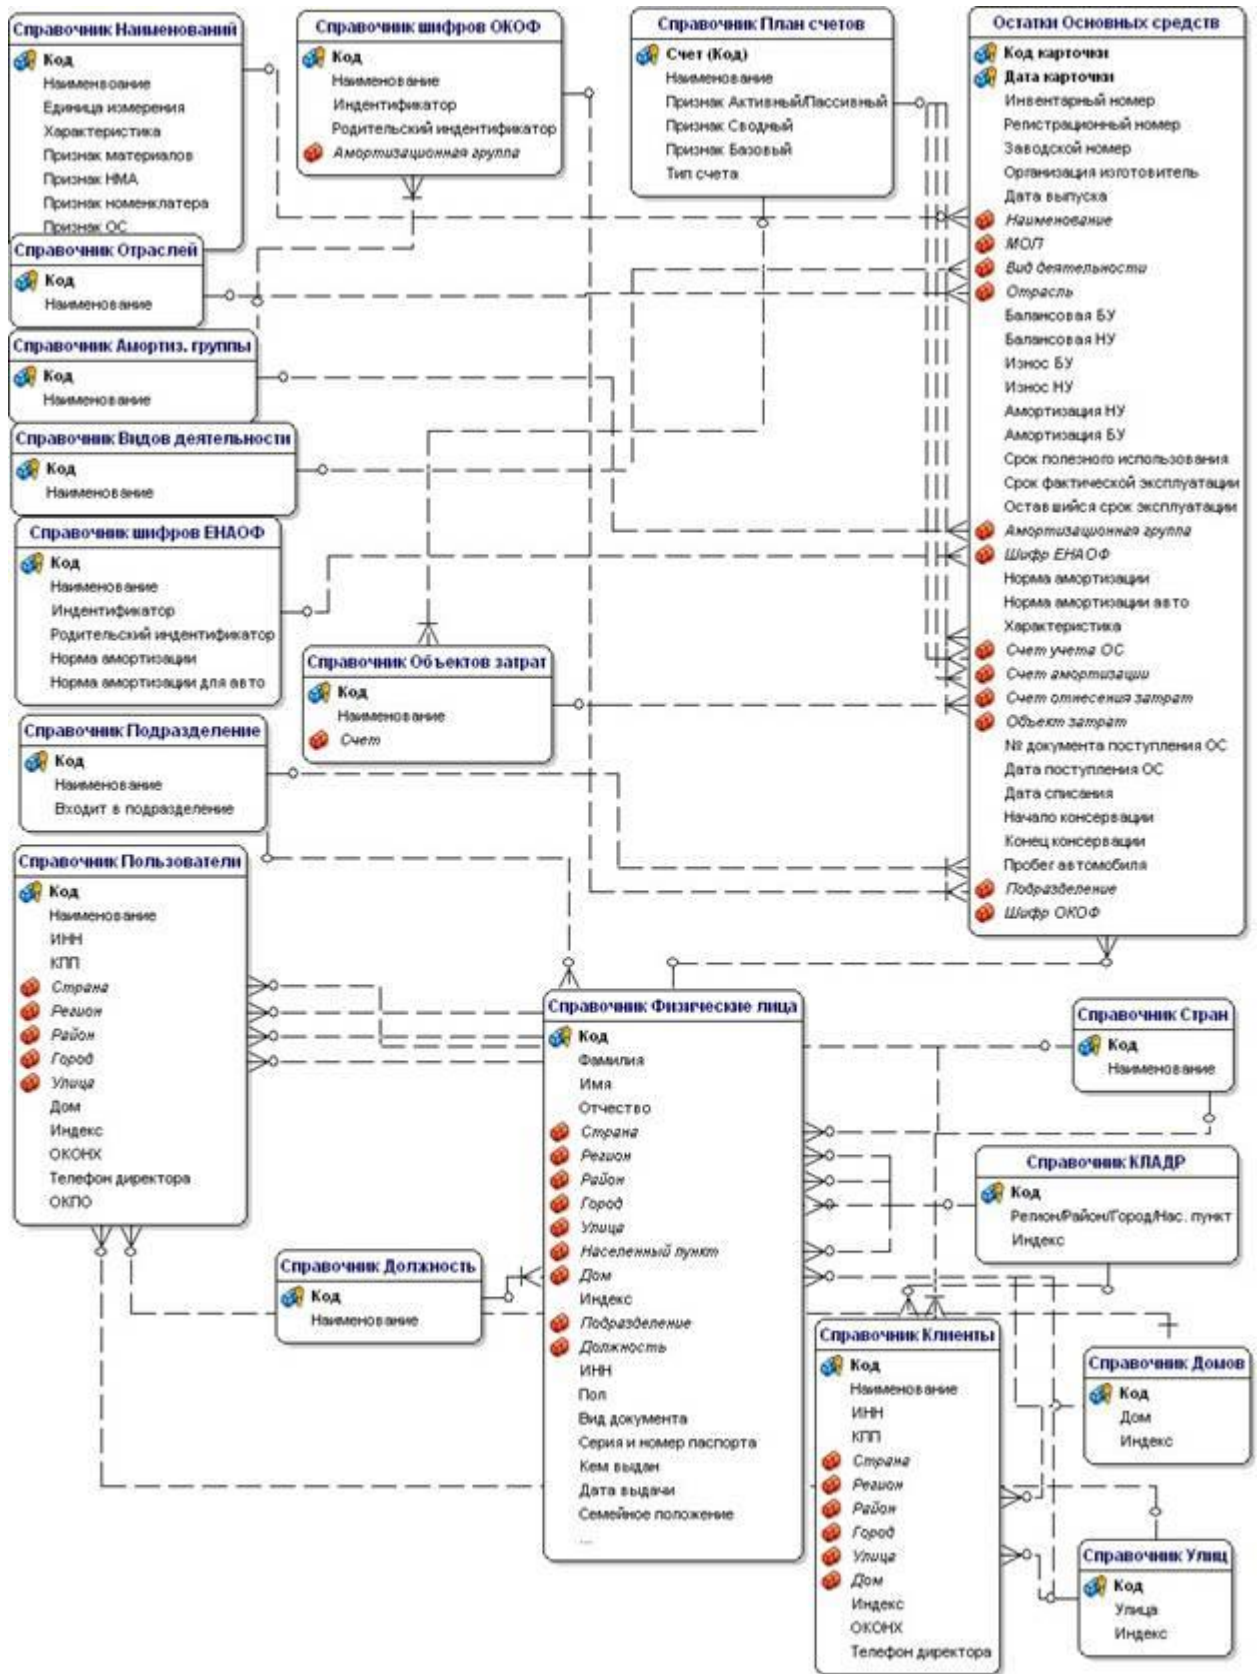 Справочник Наименований
Код
Наименвоание
Единица измерения
Характеристика
Признак материалов
Признак НМА
Признак номенклатера
Признак ОС
Справочник шифров ОКОФ
Код
Наименование
Индентификатор
Родительский индентификатор
Амортизационная группа
Справочник План счетов
Счет (Код)
Наименование
Признак Активный/Пассивный
Признак Сводный
Признак Базовый
Тип счета
Остатки Основных средств
Код карточки
Дата карточки
Инвентарный номер
Регистрационный номер
Заводской номер
Организация изготовитель
Дата выпуска
Наименование
МОЛ
Вид деятельности
Отрасль
Балансовая БУ
Балансовая НУ
Износ БУ
Износ НУ
Амортизация НУ
Амортизация БУ
Срок полезного использования
Срок фактической эксплуатации
Оставшийся срок эксплуатации
Амортизационная группа
Шифр ЕНАОФ
Норма амортизации
Норма амортизации авто
Характеристика
Счет учета ОС
Счет амортизации
Счет отнесения затрат
Объект затрат
№ документа поступления ОС
Дата поступления ОС
Дата списания
Начало консервации
Конец консервации
Пробег автомобиля
Подразделение
Шифр ОКОФ
Справочник Отраслей
Код
Наименование
Справочник Амортиз. группы
Код
Наименование
Справочник Видов деятельности
Код
Наименование
Справочник шифров ЕНАОФ
Код
Наименование
Индентификатор
Родительский индентификатор
Норма амортизации
Норма амортизации для авто
Справочник Объектов затрат
Код
Наименование
Счет
Справочник Подразделение
Код
Наименование
Входит в подразделение
Справочник Пользователи
Код
Наименование
ИНН
КПП
Страна
Регион
Район
Город
Улица
Дом
Индекс
ОКОНХ
Телефон директора
ОКПО
Справочник Физические лица
Код
Фамилия
Имя
Отчество
Страна
Регион
Район
Город
Улица
Населенный пункт
Дом
Индекс
Подразделение
Должность
ИНН
Пол
Вид документа
Серия и номер паспорта
Кем выдан
Дата выдачи
Семейное положение
...
Справочник Стран
Код
Наименование
Справочник КЛАДР
Код
Регион/Район/Город/Нас. пункт
Индекс
Справочник Должность
Код
Наименование
Справочник Клиенты
Код
Наименование
ИНН
КПП
Страна
Регион
Район
Город
Улица
Дом
Индекс
ОКОНХ
Телефон директора
Справочник Домов
Код
Дом
Индекс
Справочник Улиц
Код
Улица
Индекс